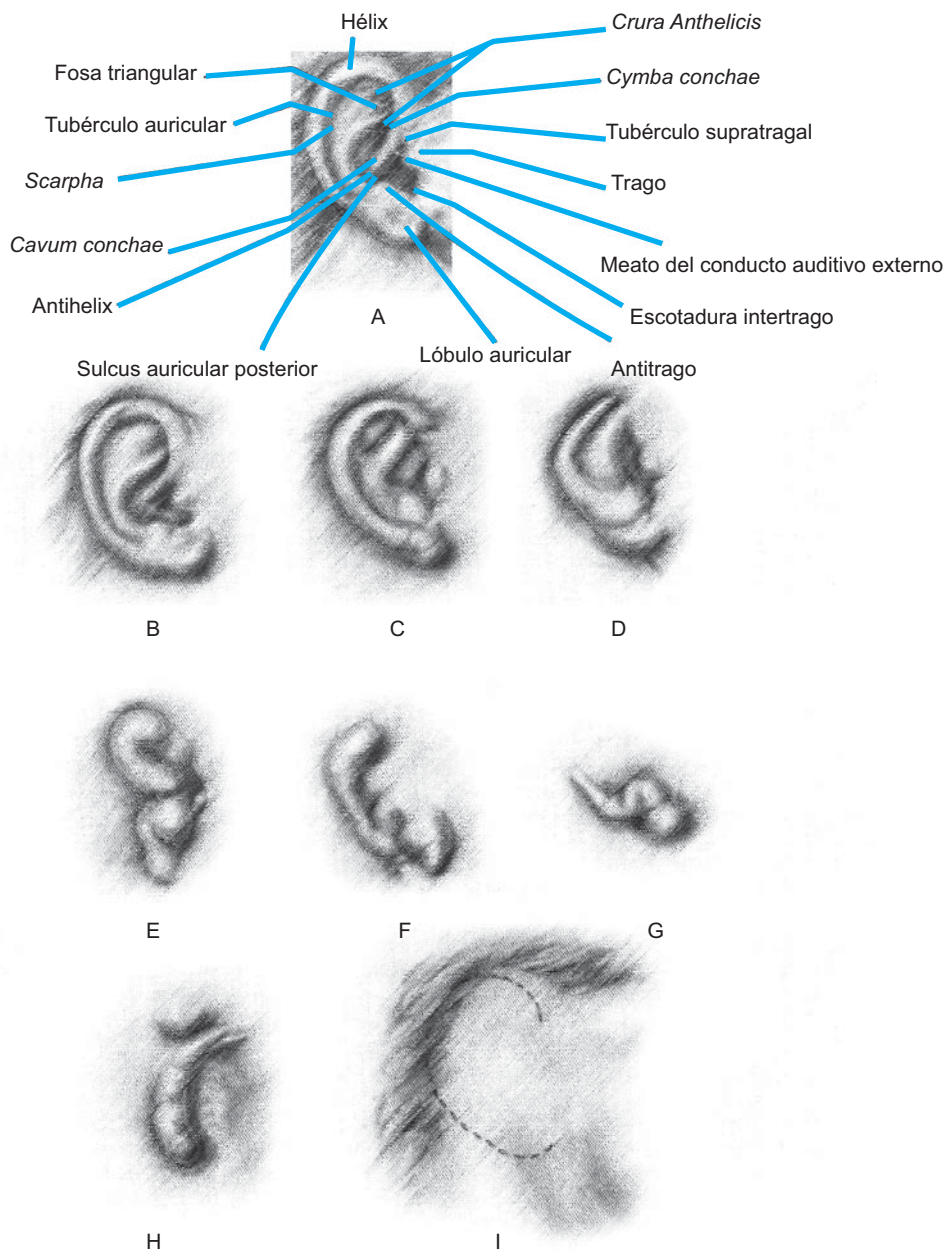 Hélix
Crura Anthelicis
Fosa triangular
Cymba conchae
Tubérculo auricular
Tubérculo supratragal
Scarpha
Trago
Cavum conchae
Meato del conducto auditivo externo
Antihelix
Escotadura intertrago
A
Lóbulo auricular
Sulcus auricular posterior
Antitrago
B
C
D
E
F
G
H
I